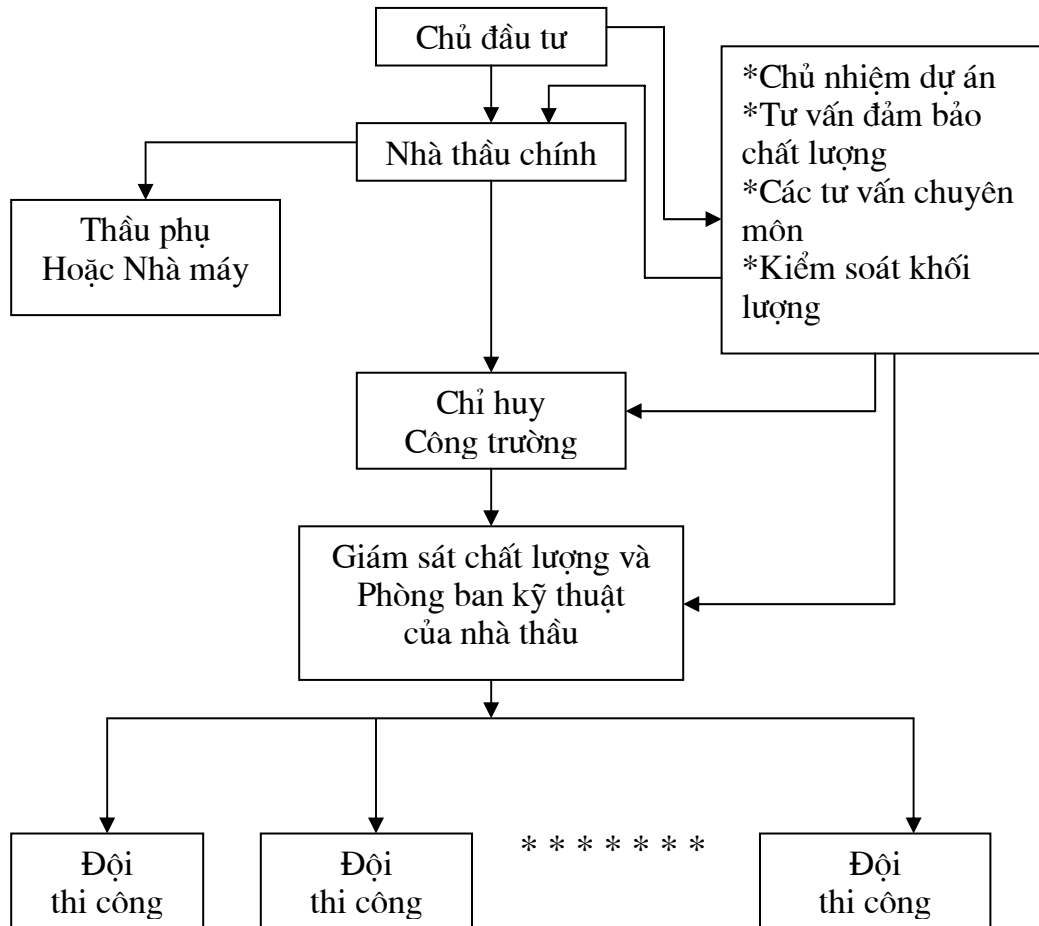 Chủ đầu tư
*Chủ nhiệm dự án
*Tư vấn đảm bảo
chất lượng
*Các tư vấn chuyên
môn
*Kiểm soát khối
lượng
Nhà thầu chính
Thầu phụ
Hoặc Nhà máy
Chỉ huy
Công trường
Giám sát chất lượng và
Phòng ban kỹ thuật
của nhà thầu
Đội
thi công
Đội
thi công
* * * * * * *
Đội
thi công